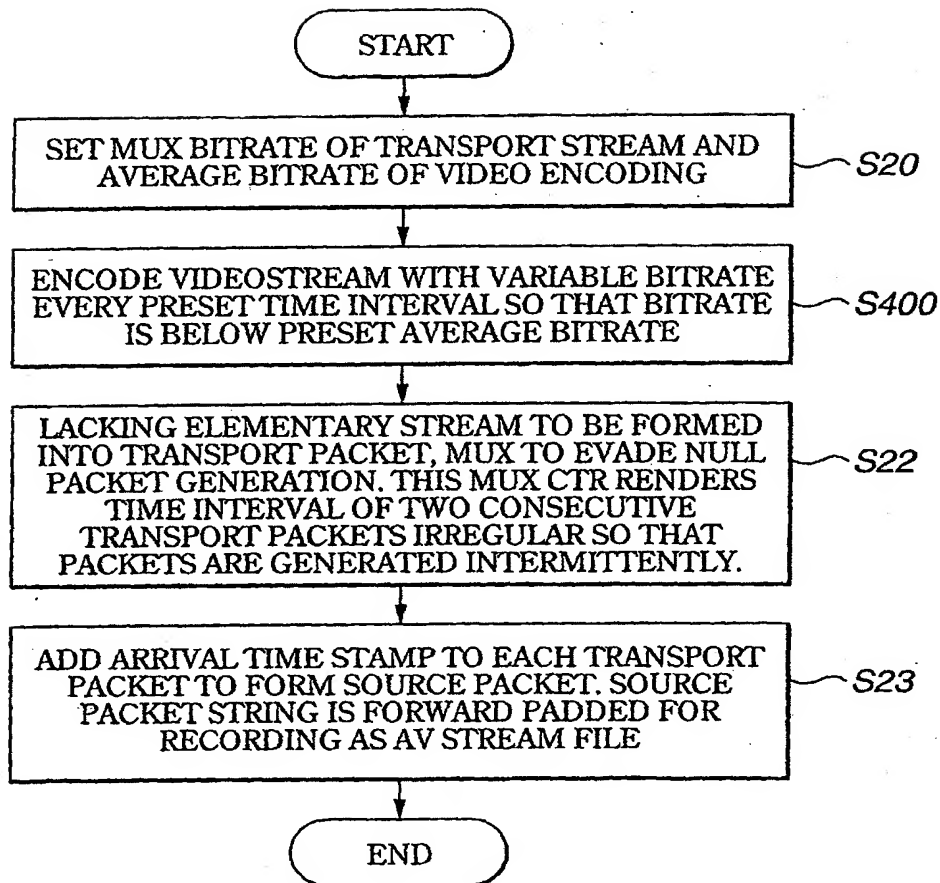 START
SET MUX BITRATE OF TRANSPORT STREAM AND
AVERAGE BITRATE OF VIDEO ENCODING
S20
ENCODE VIDEOSTREAM WITH VARIABLE BITRATE
EVERY PRESET TIME INTERVAL SO THAT BITRATE
IS BELOW PRESET AVERAGE BITRATE
S400
LACKING ELEMENTARY STREAM TO BE FORMED
INTO TRANSPORT PACKET, MUX TO EVADE NULL
PACKET GENERATION. THIS MUX CTR RENDERS
TIME INTERVAL OF TWO CONSECUTIVE
TRANSPORT PACKETS IRREGULAR SO THAT
PACKETS ARE GENERATED INTERMITTENTLY.
S22
ADD ARRIVAL TIME STAMP TO EACH TRANSPORT
PACKET TO FORM SOURCE PACKET. SOURCE
PACKET STRING IS FORWARD PADDED FOR
RECORDING AS AV STREAM FILE
S23
END